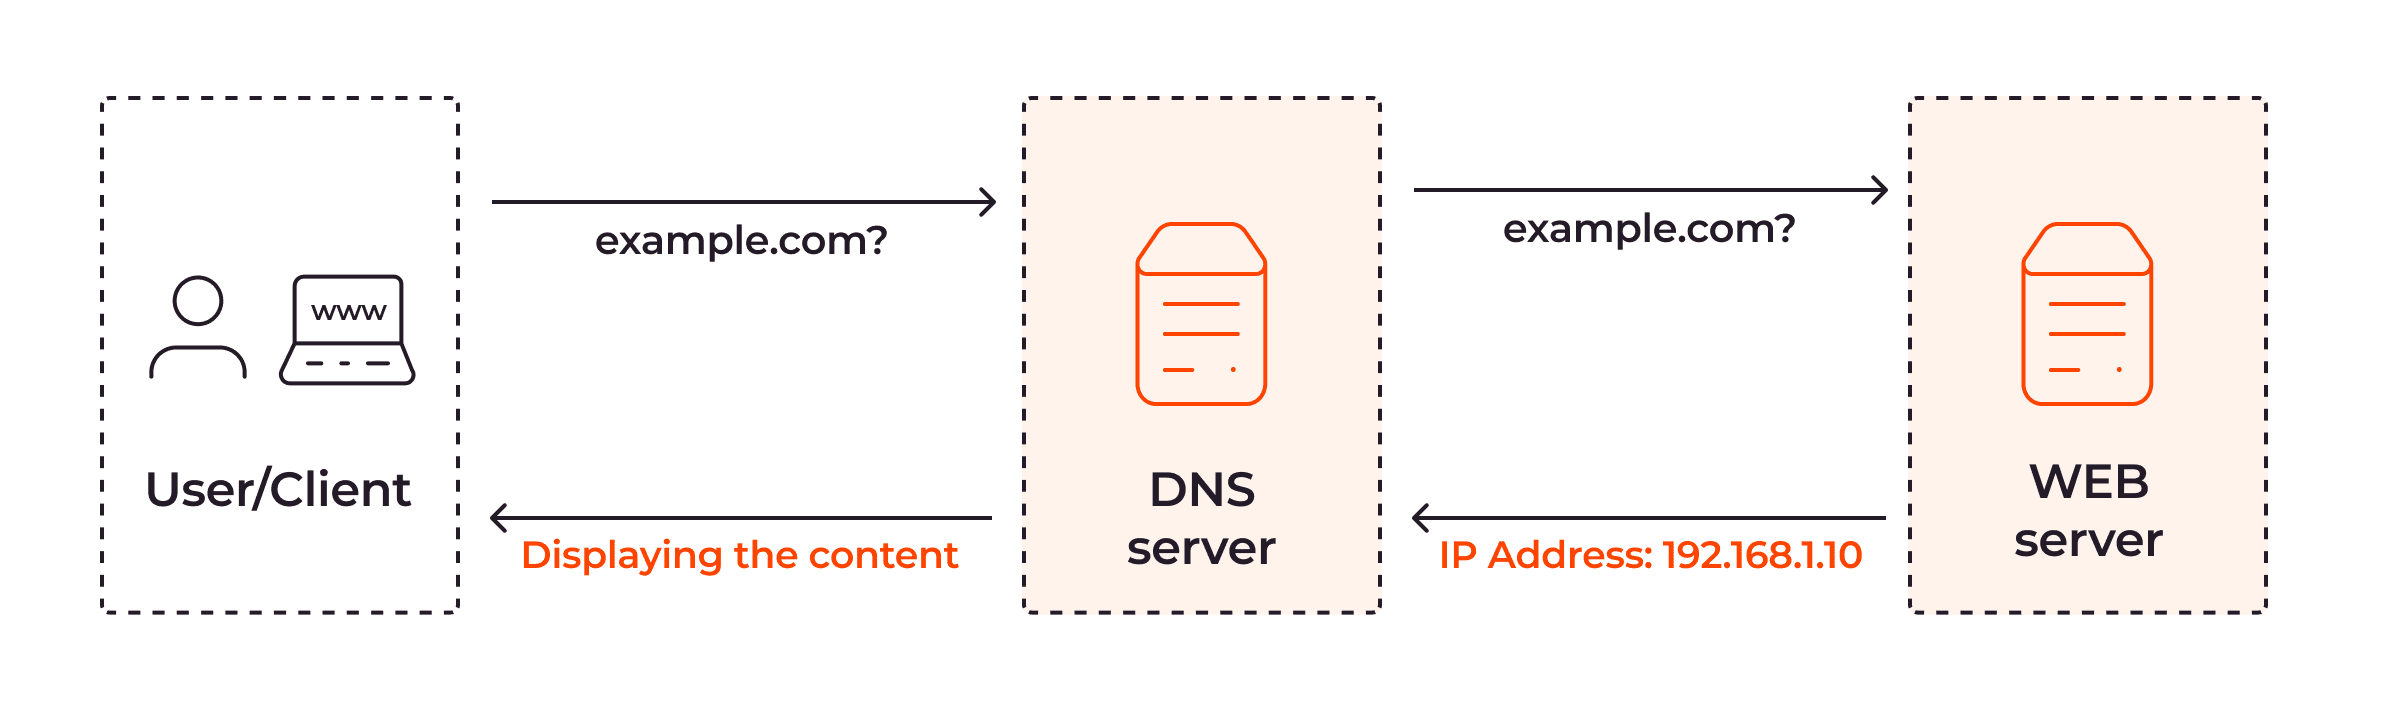 www
User/Client
example.com?
Displaying the content
DNS
server
example.com?
IP Address: 192.168.1.10
WEB
server